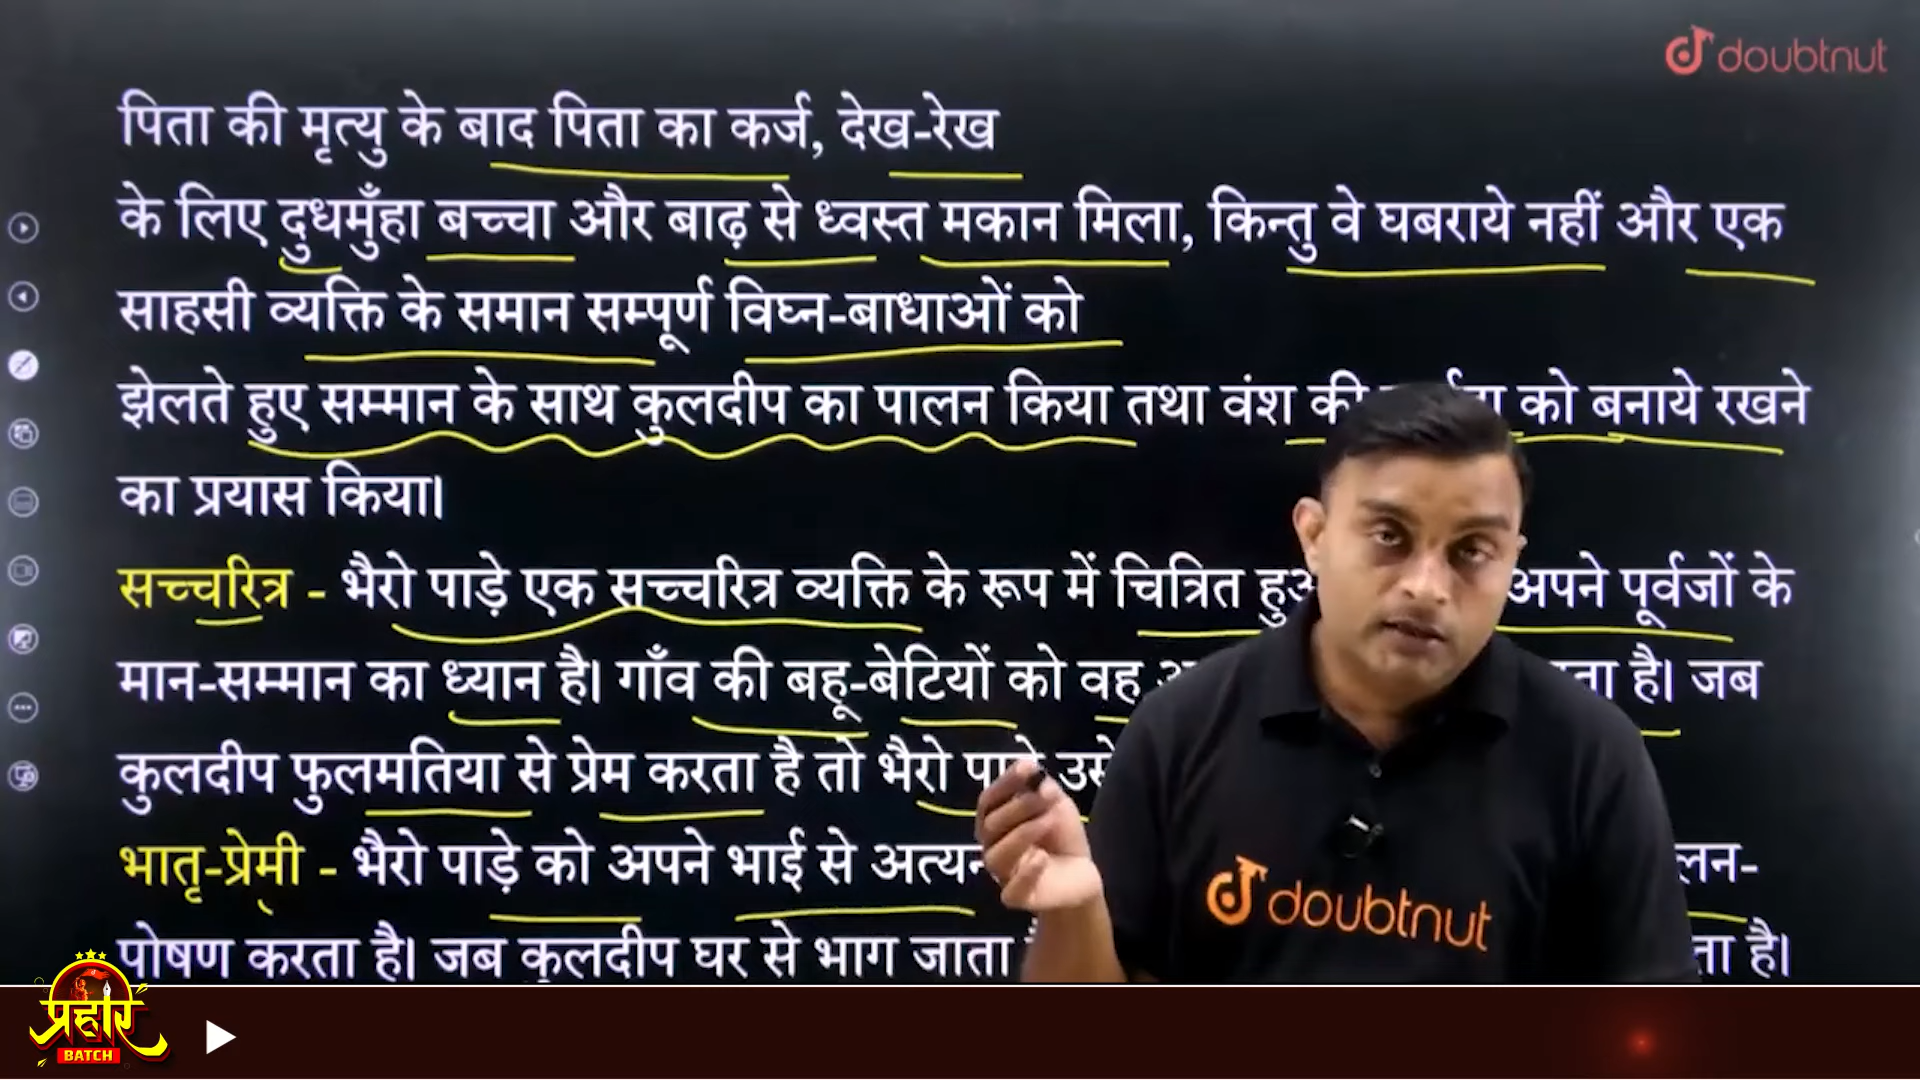 doubtnut
पिता की मृत्यु के बाद पिता का कर्ज, देख-रेख
के लिए दुधमुँहा बच्चा और बाढ़ से ध्वस्त मकान मिला, किन्तु वे घबराये नहीं और एक
साहसी व्यक्ति के समान सम्पूर्ण विघ्न-बाधाओं को
झेलते हुए सम्मान के साथ कुलदीप का पालन किया तथा वंश की को बनाये रखने
का प्रयास किया।
सच्चरित्र - भैरो पाड़े एक सच्चरित्र व्यक्ति के रूप में चित्रित अपने पूर्वजों के
मान-सम्मान का ध्यान है। गाँव की बहू-बेटियों को वह है। जब
कुलदीप फुलमतिया से प्रेम करता है तो भैरो
भातृ-प्रेमी - भैरो पाड़े को अपने भाई से
पोषण करता है। जब कुलदीप घर से भाग जाता है।
doubtnut
प्रहार
BATCH